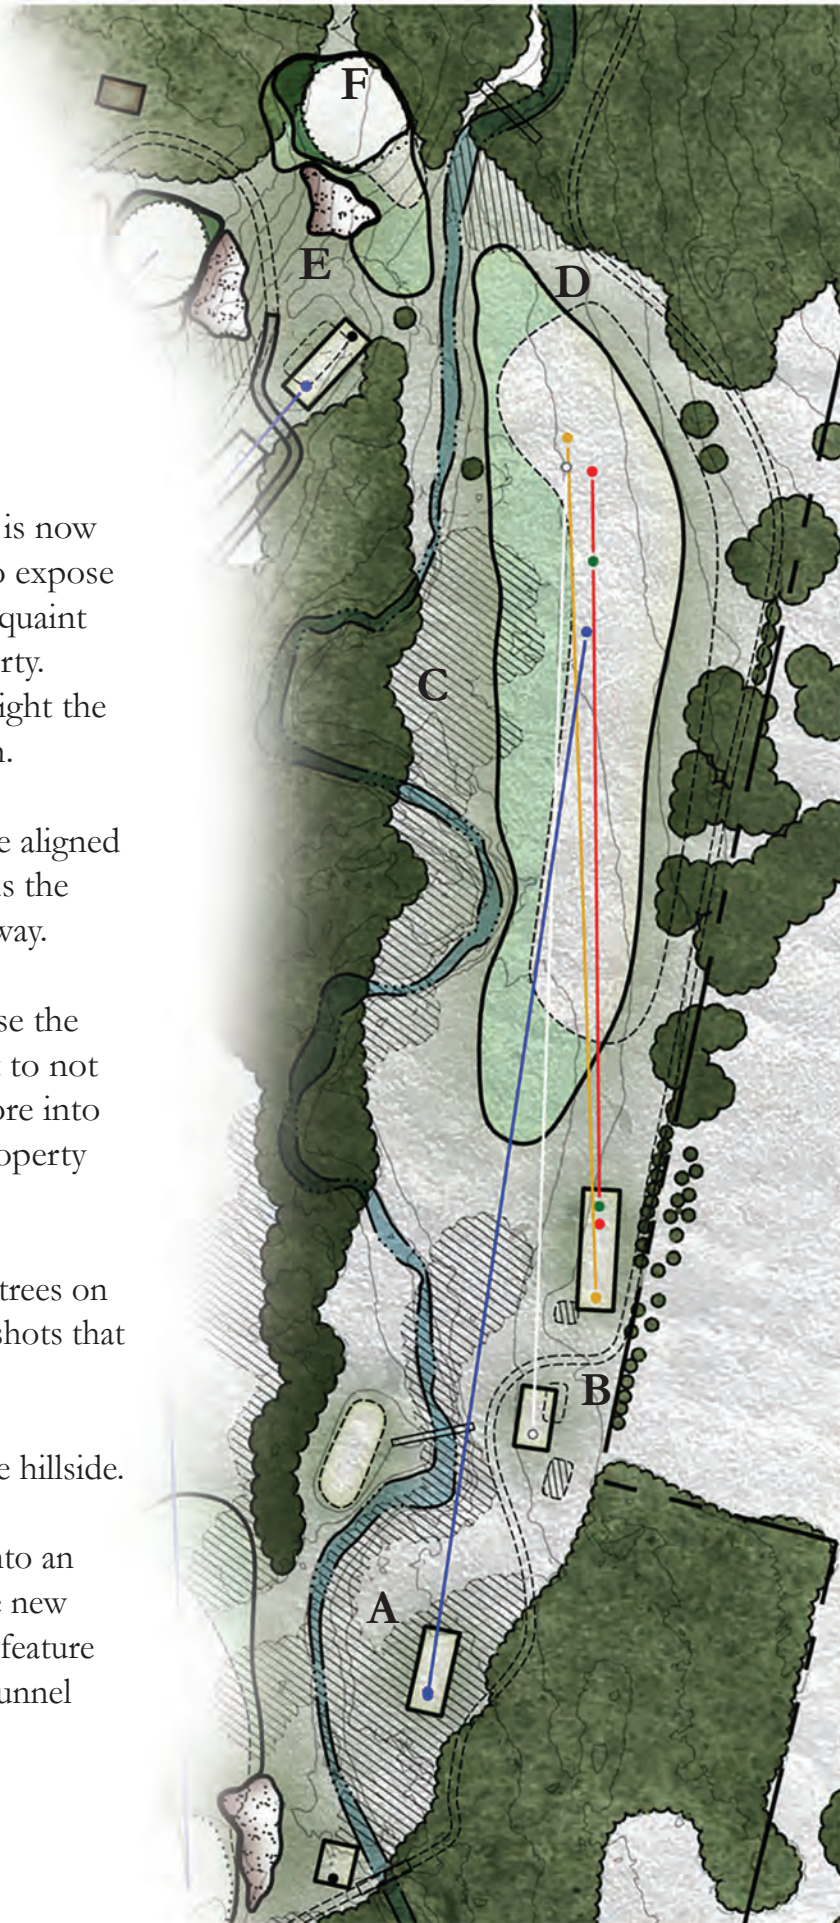 F
E
D
is now
o expose
quaint
rty.
ight the
n.
C
e aligned
s the
way.
se the
t to not
ore into
operty
trees on
shots that
B
e hillside.
nto an
e new
feature
unnel
A